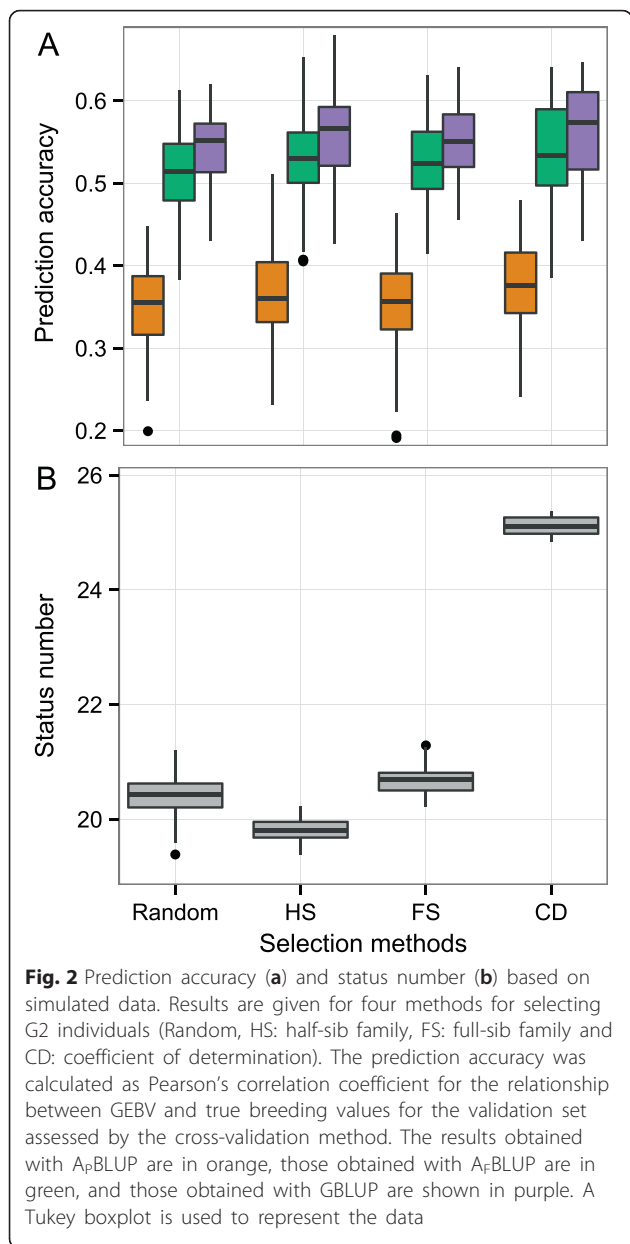 A
Prediction accuracy
0.6
0.5
0.4
0.3
0.2
B
Status number
26
24
22
20
Random HS FS CD
Selection methods
Fig. 2 Prediction accuracy (a) and status number (b) based on
simulated data. Results are given for four methods for selecting
G2 individuals (Random, HS: half-sib family, FS: full-sib family and
CD: coefficient of determination). The prediction accuracy was
calculated as Pearson's correlation coefficient for the relationship
between GEBV and true breeding values for the validation set
assessed by the cross-validation method. The results obtained
with APBLUP are in orange, those obtained with AFBLUP are in
green, and those obtained with GBLUP are shown in purple. A
Tukey boxplot is used to represent the data